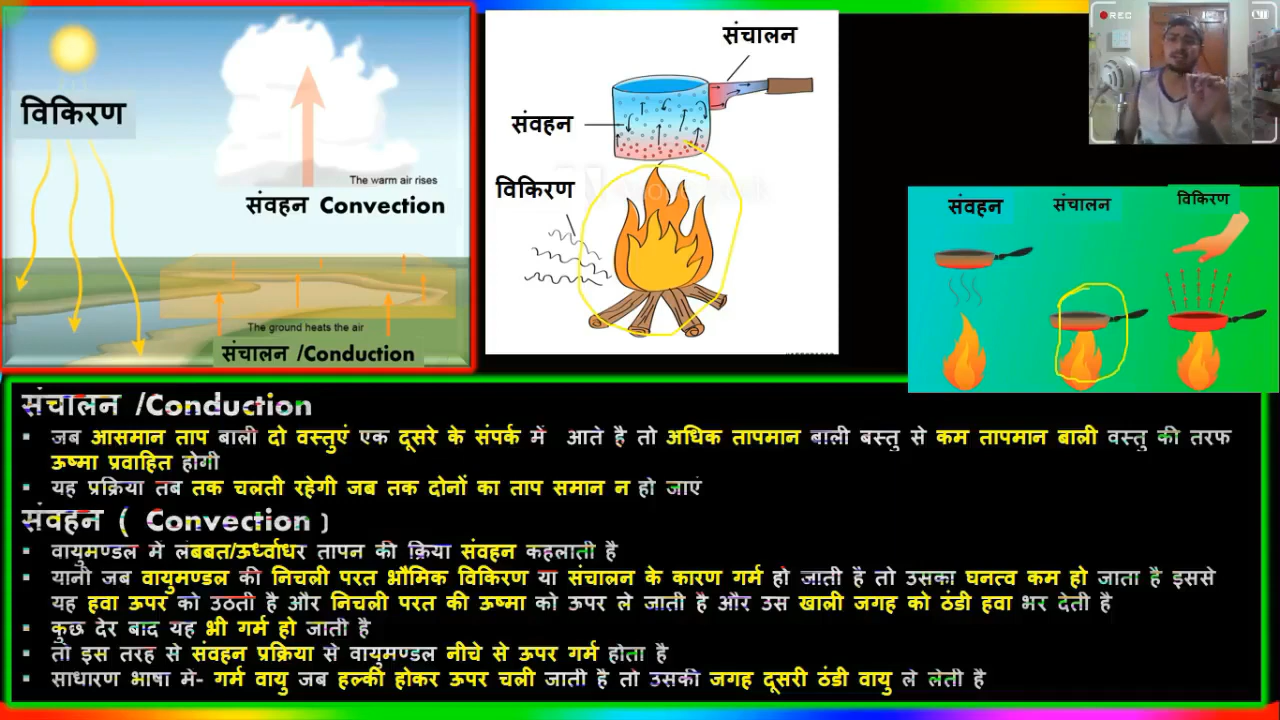 विकिरण
The warm air rises
संवहन Convection
The ground heats the air
संचालन /Conduction
संचालन
संवहन
विकिरण
REC
संवहन
संचालन
विकिरण
संचालन /Conduction
▪ जब आसमान ताप बाली दो वस्तुएं एक दूसरे के संपर्क में आते है तो अधिक तापमान बाली बस्तु से कम तापमान बाली वस्तु की तरफ
ऊष्मा प्रवाहित होगी
▪ यह प्रक्रिया तब तक चलती रहेगी जब तक दोनों का ताप समान न हो जाएं
संवहन ( Convection )
▪ वायुमण्डल में लंबबत/ऊर्ध्वाधर तापन की क्रिया संवहन कहलाती है
▪ यानी जब वायुमण्डल की निचली परत भौमिक विकिरण या संचालन के कारण गर्म हो जाती है तो उसका घनत्व कम हो जाता है इससे
यह हवा ऊपर को उठती है और निचली परत की ऊष्मा को ऊपर ले जाती है और उस खाली जगह को ठंडी हवा भर देती है
▪ कुछ देर बाद यह भी गर्म हो जाती है
▪ तो इस तरह से संवहन प्रक्रिया से वायुमण्डल नीचे से ऊपर गर्म होता है
▪ साधारण भाषा मे- गर्म वायु जब हल्की होकर ऊपर चली जाती है तो उसकी जगह दूसरी ठंडी वायु ले लेती है